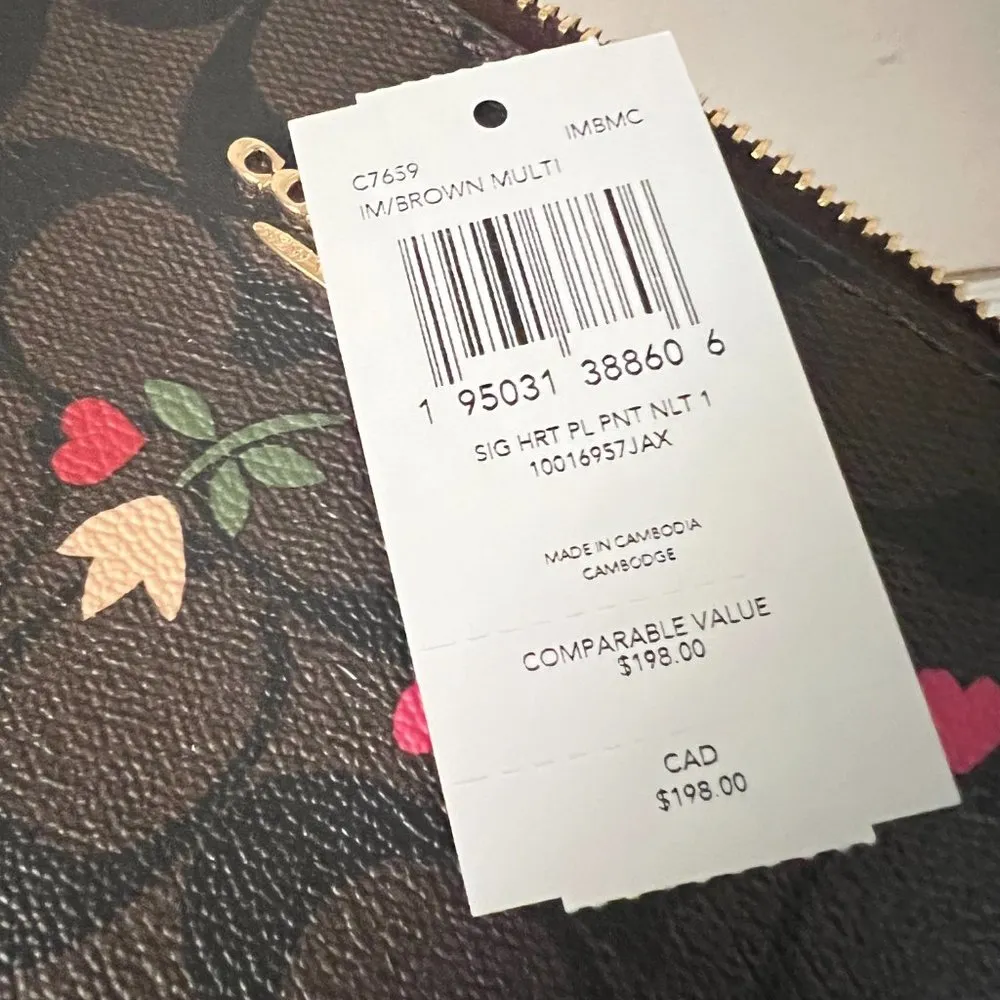 IMBMC
C7659
IM/BROWN MULTI
1 95031 38860 6
SIG HRT PL PNT NLT 1
10016957JAX
MADE IN CAMBODIA
CAMBODGE
COMPARABLE VALUE
$198.00
CAD
$198.00